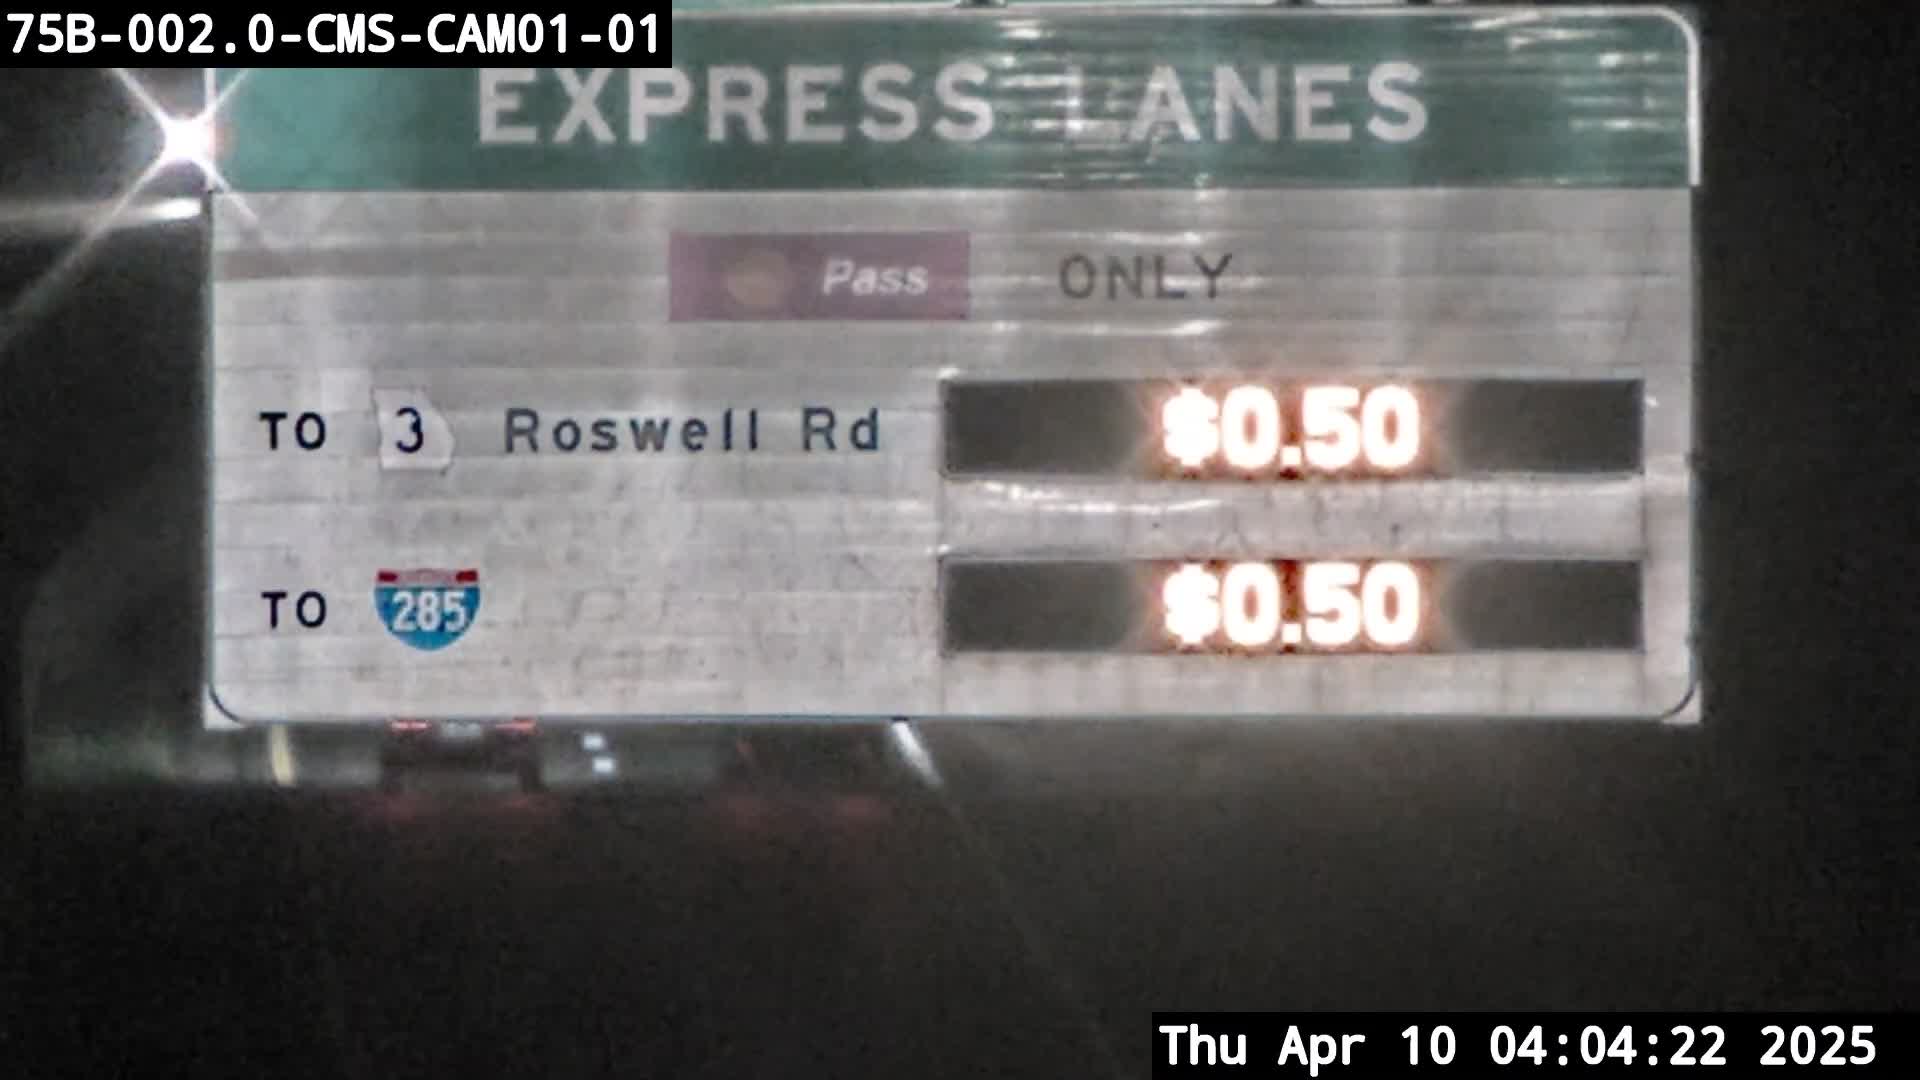 75B-002.0-CMS-CAM01-01
EXPRESS LANES
Pass ONLY
TO 3 Roswell Rd $0.50
TO 285 $0.50
Thu Apr 10 04:04:22 2025